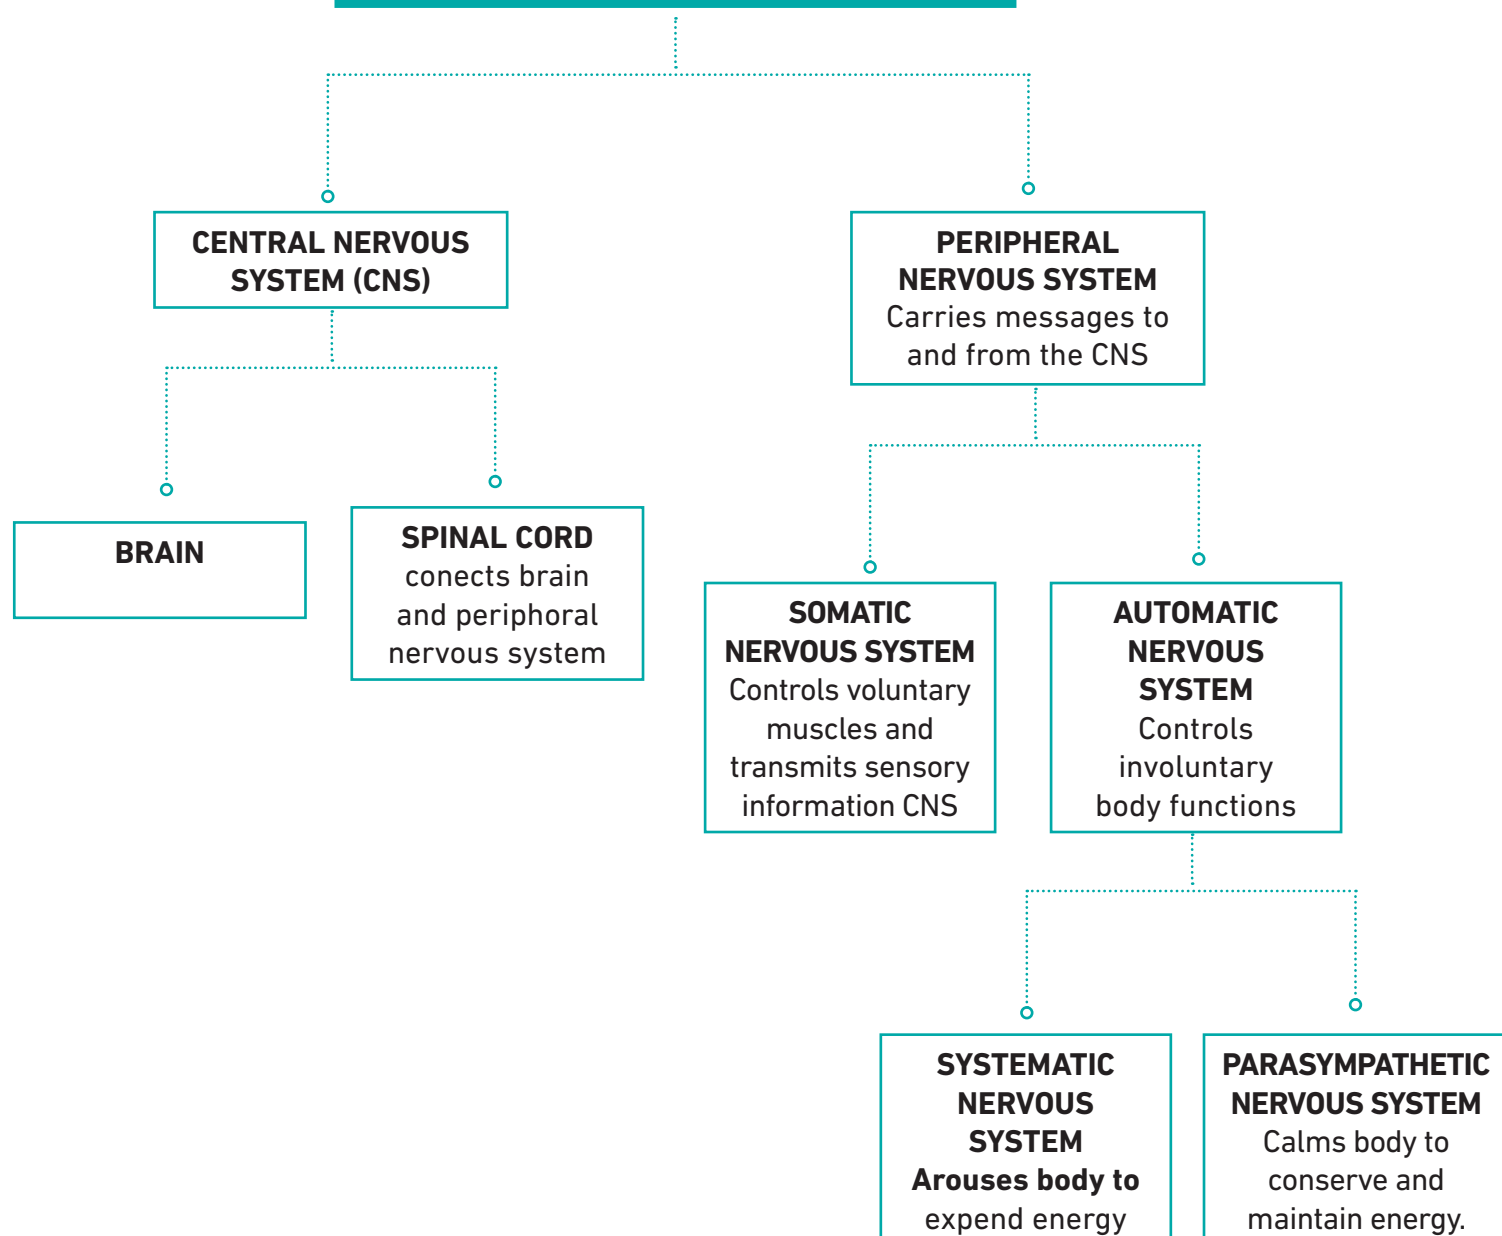 CENTRAL NERVOUS
SYSTEM (CNS)
PERIPHERAL
NERVOUS SYSTEM
Carries messages to
and from the CNS
BRAIN
SPINAL CORD
conects brain
and periphoral
nervous system
SOMATIC
NERVOUS SYSTEM
Controls voluntary
muscles and
transmits sensory
information CNS
AUTOMATIC
NERVOUS
SYSTEM
Controls
involuntary
body functions
SYSTEMATIC
NERVOUS
SYSTEM
Arouses body to
expend energy
PARASYMPATHETIC
NERVOUS SYSTEM
Calms body to
conserve and
maintain energy.